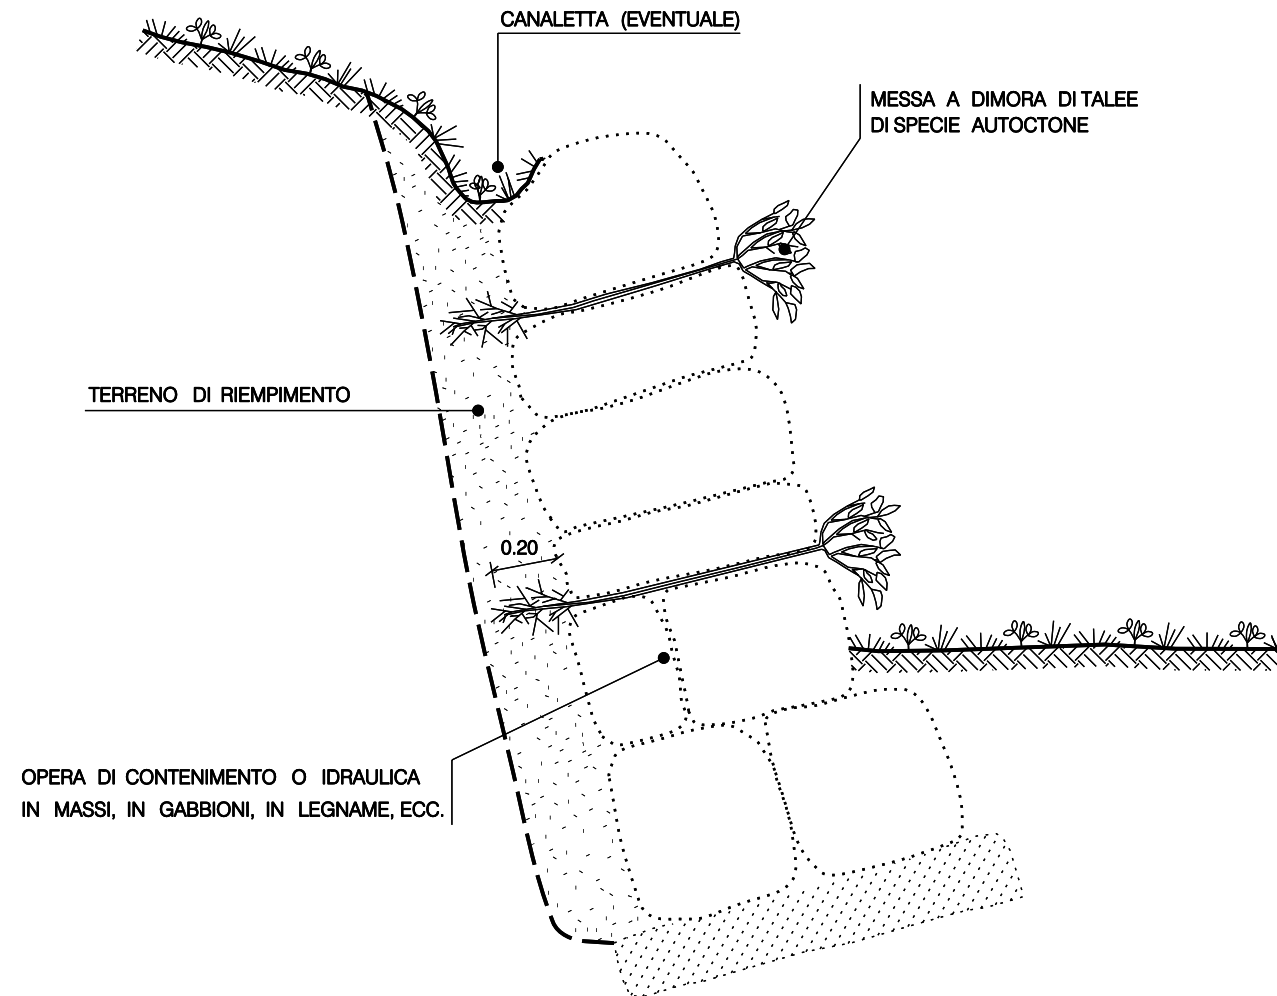 CANALETTA (EVENTUALE)
MESSA A DIMORA DI TALEE
DI SPECIE AUTOCTONE
TERRENO DI RIEMPIMENTO
0.20
OPERA DI CONTENIMENTO O IDRAULICA
IN MASSI, IN GABBIONI, IN LEGNAME, ECC.